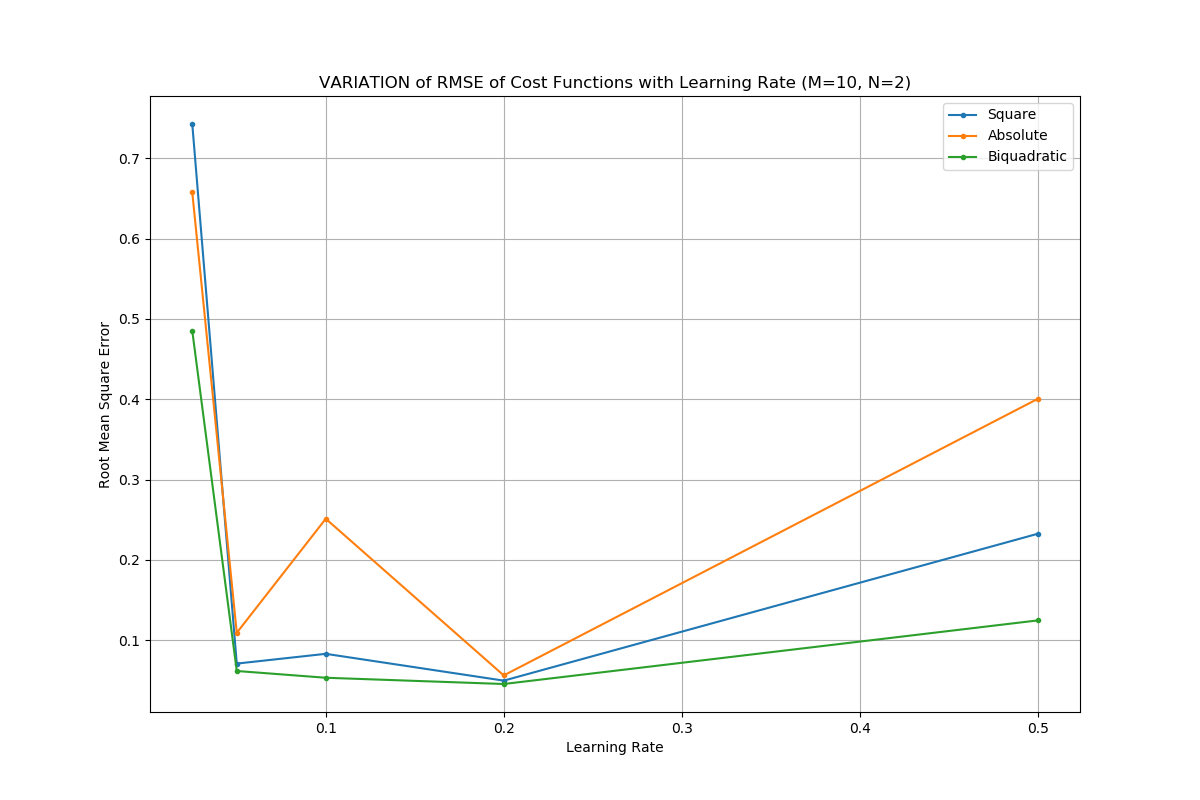 VARIATION of RMSE of Cost Functions with Learning Rate (M=10, N=2)
Square
Absolute
Biquadratic
Root Mean Square Error
0.7
0.6
0.5
0.4
0.3
0.2
0.1
0.1 0.2 0.3 0.4 0.5
Learning Rate